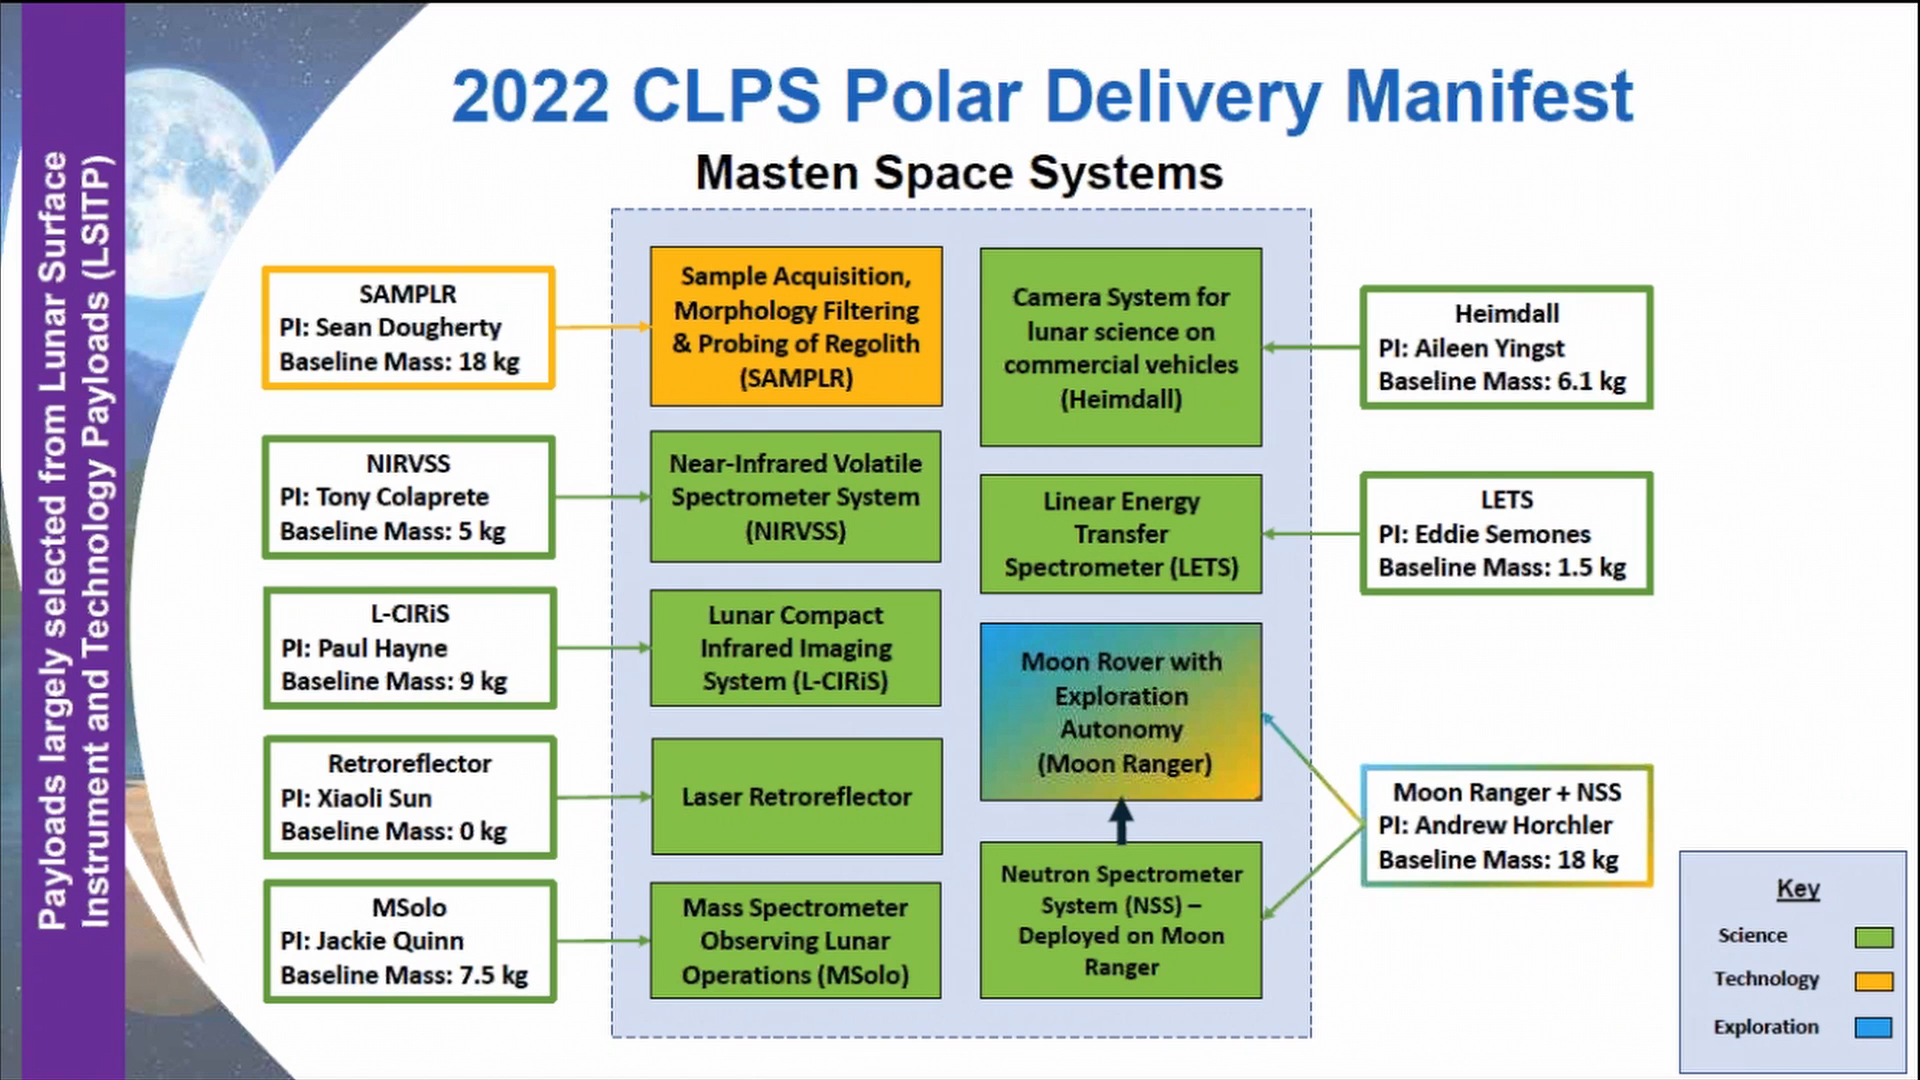 Payloads largely selected from Lunar Surface
Instrument and Technology Payloads (LSITP)
2022 CLPS Polar Delivery Manifest
Masten Space Systems
SAMPLR
PI: Sean Dougherty
Baseline Mass: 18 kg
NIRVSS
PI: Tony Colaprete
Baseline Mass: 5 kg
L-CIRiS
PI: Paul Hayne
Baseline Mass: 9 kg
Retroreflector
PI: Xiaoli Sun
Baseline Mass: 0 kg
MSolo
PI: Jackie Quinn
Baseline Mass: 7.5 kg
Sample Acquisition,
Morphology Filtering
& Probing of Regolith
(SAMPLR)
Near-Infrared Volatile
Spectrometer System
(NIRVSS)
Lunar Compact
Infrared Imaging
System (L-CIRiS)
Laser Retroreflector
Mass Spectrometer
Observing Lunar
Operations (MSolo)
Camera System for
lunar science on
commercial vehicles
(Heimdall)
Linear Energy
Transfer
Spectrometer (LETS)
Moon Rover with
Exploration
Autonomy
(Moon Ranger)
Neutron Spectrometer
System (NSS) –
Deployed on Moon
Ranger
Heimdall
PI: Aileen Yingst
Baseline Mass: 6.1 kg
LETS
PI: Eddie Semones
Baseline Mass: 1.5 kg
Moon Ranger + NSS
PI: Andrew Horchler
Baseline Mass: 18 kg
Key
Science
Technology
Exploration